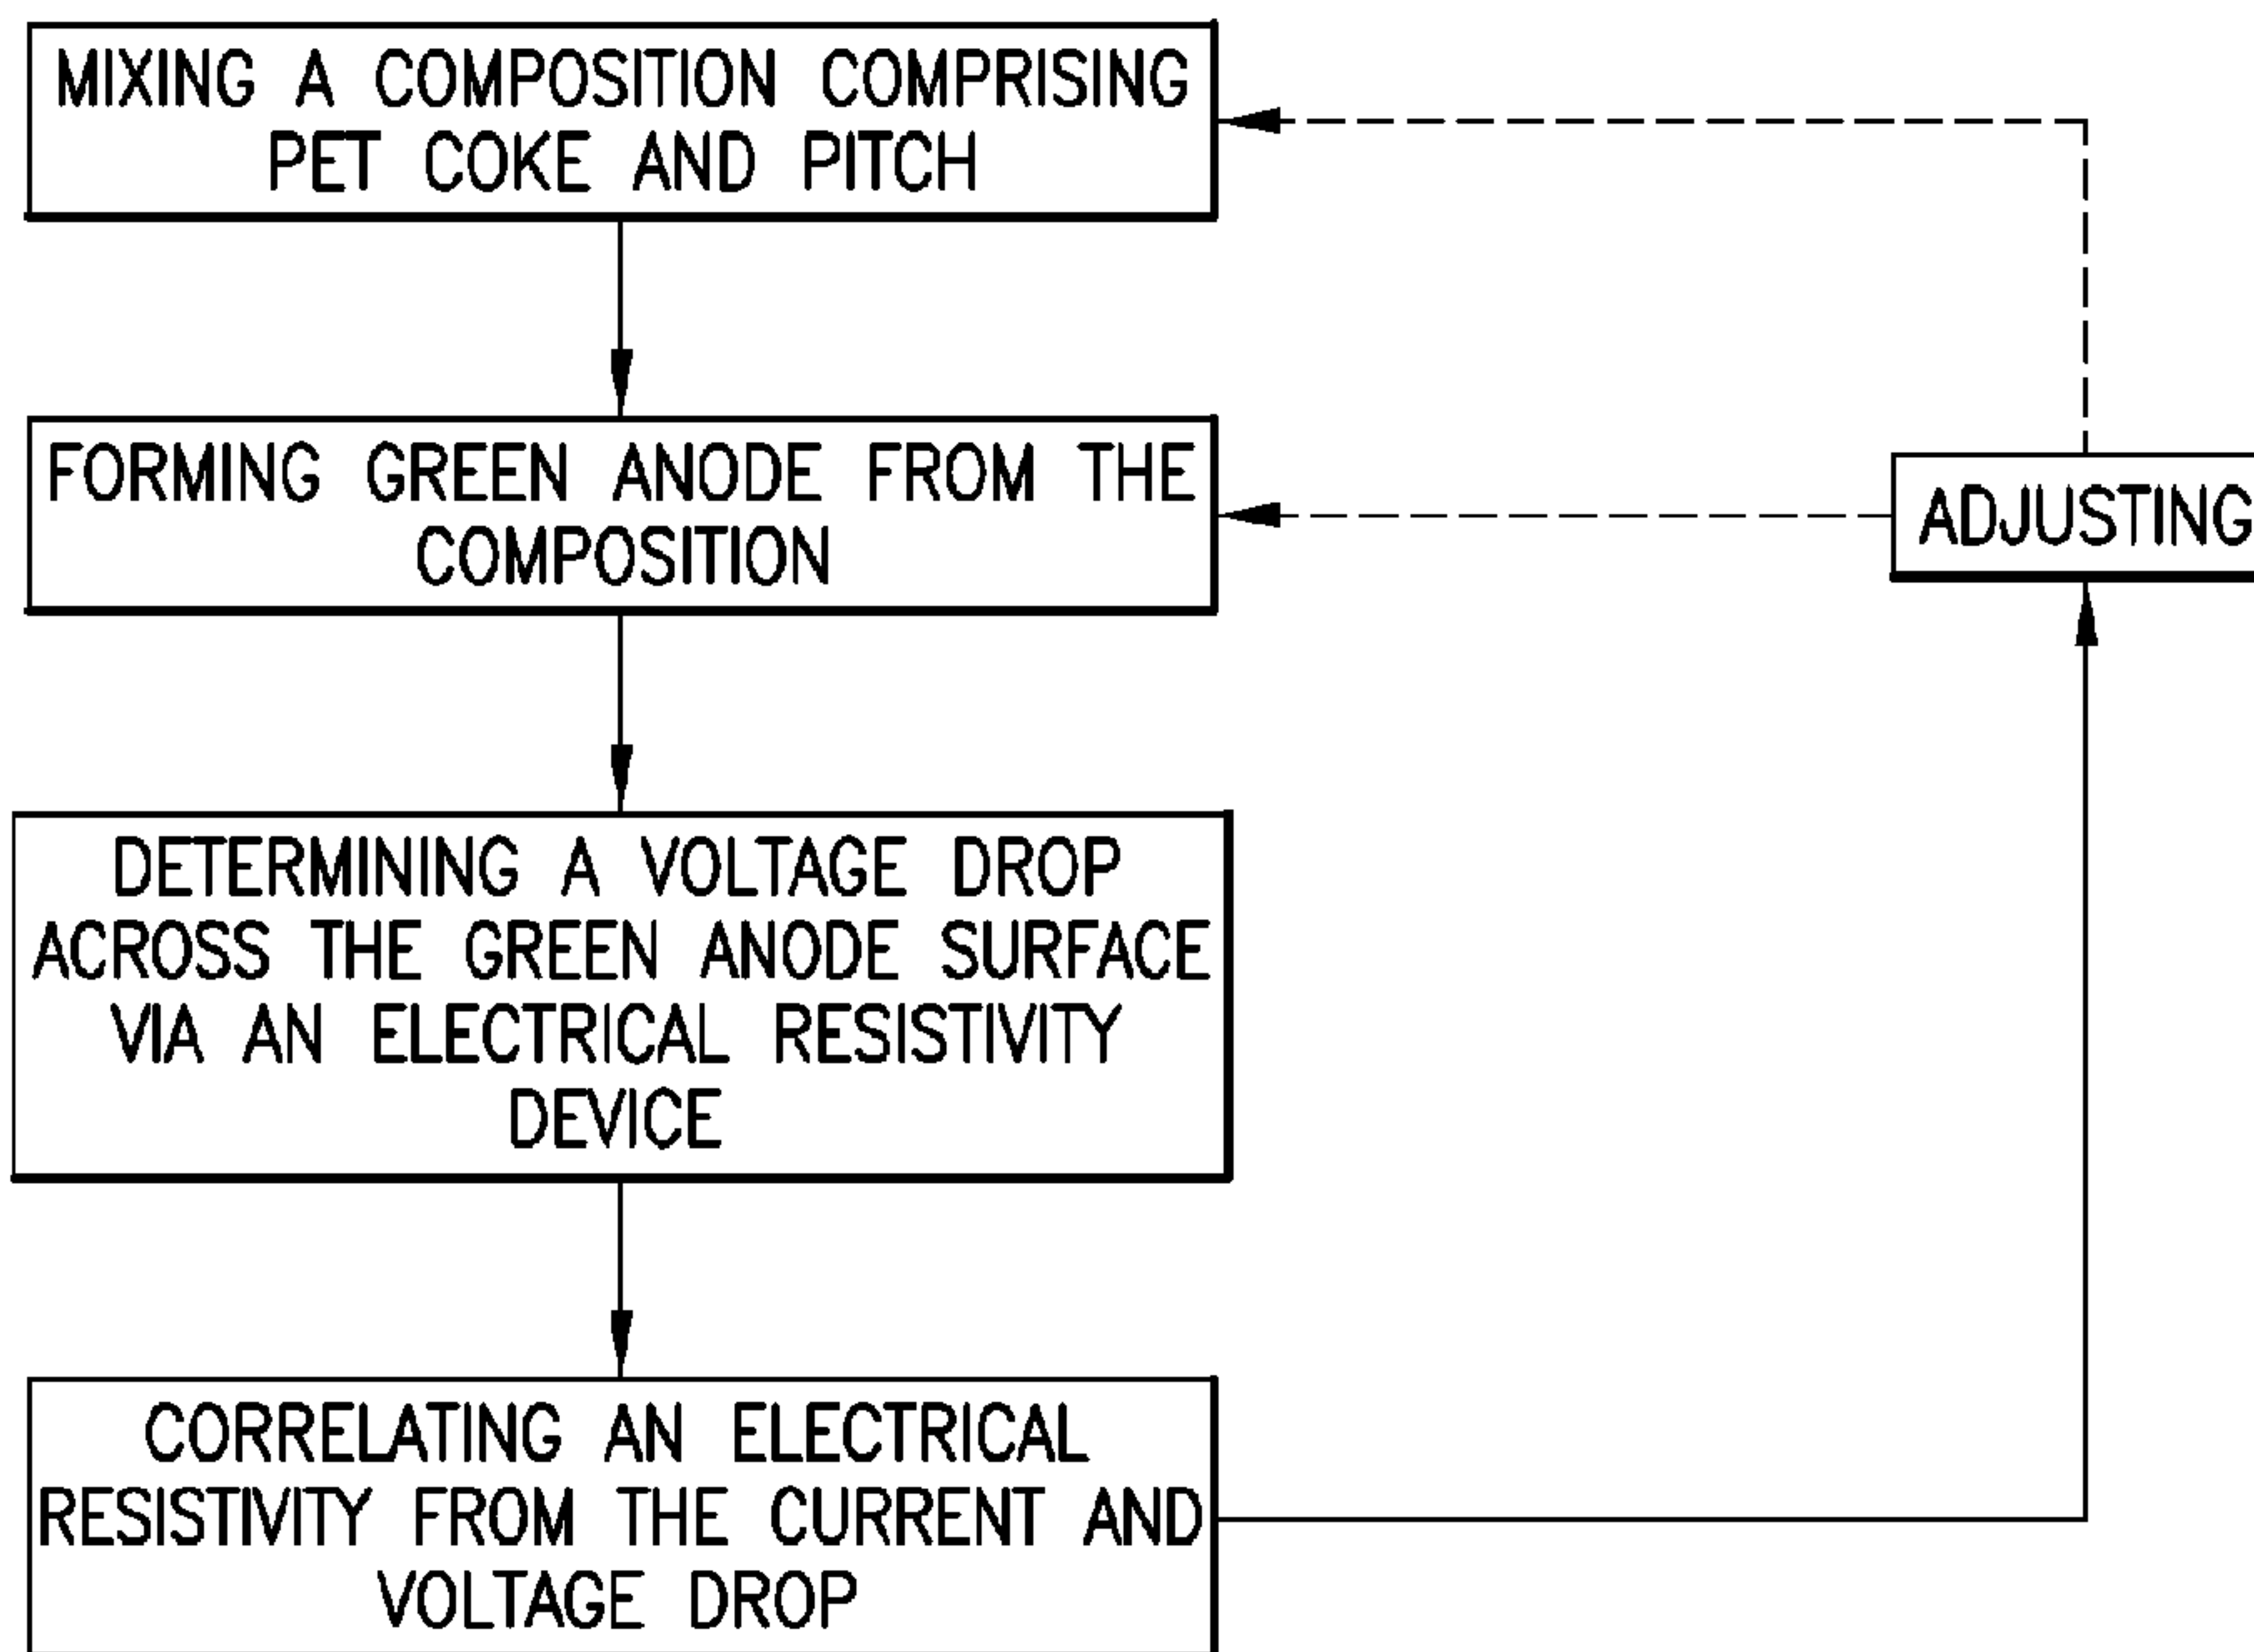 MIXING A COMPOSITION COMPRISING
PET COKE AND PITCH
FORMING GREEN ANODE FROM THE
COMPOSITION
ADJUSTING
DETERMINING A VOLTAGE DROP
ACROSS THE GREEN ANODE SURFACE
VIA AN ELECTRICAL RESISTIVITY
DEVICE
CORRELATING AN ELECTRICAL
RESISTIVITY FROM THE CURRENT AND
VOLTAGE DROP